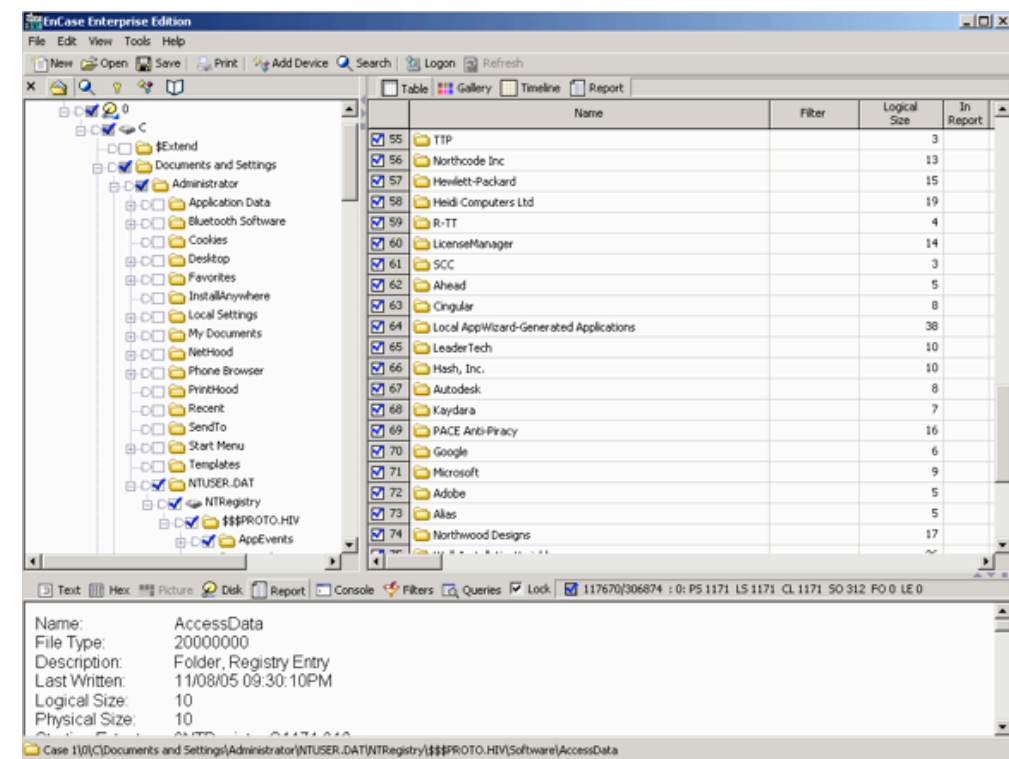 EnCase Enterprise Edition
File Edit View Tools Help
New Open Save Print Add Device Search Logon Refresh
Table Gallery Timeline Report
0
C
$Extend
Documents and Settings
Administrator
Application Data
Bluetooth Software
Cookies
Desktop
Favorites
InstallAnywhere
Local Settings
My Documents
NetHood
Phone Browser
PrintHood
Recent
SendTo
Start Menu
Templates
NTUSER.DAT
NTRegistry
$$$PROTO.HIV
AppEvents
Name Filter Logical Size In Report
55 TTP 3
56 Northcode Inc 13
57 Hewlett-Packard 15
58 Heidi Computers Ltd 19
59 R-TT 4
60 LicenseManager 14
61 SCC 3
62 Ahead 5
63 Cingular 8
64 Local AppWizard-Generated Applications 38
65 LeaderTech 10
66 Hash, Inc. 10
67 Autodesk 8
68 Kaydara 7
69 PACE Anti-Piracy 16
70 Google 6
71 Microsoft 9
72 Adobe 5
73 Alias 5
74 Northwood Designs 17
Text Hex Picture Disk Report Console Filters Queries Lock 117670/306874 : 0: PS 1171 LS 1171 CL 1171 SO 312 FO 0 LE 0
Name: AccessData
File Type: 20000000
Description: Folder, Registry Entry
Last Written: 11/08/05 09:30:10PM
Logical Size: 10
Physical Size: 10
Case 1\0\C\Documents and Settings\Administrator\NTUSER.DAT\NTRegistry\$$$PROTO.HIV\Software\AccessData